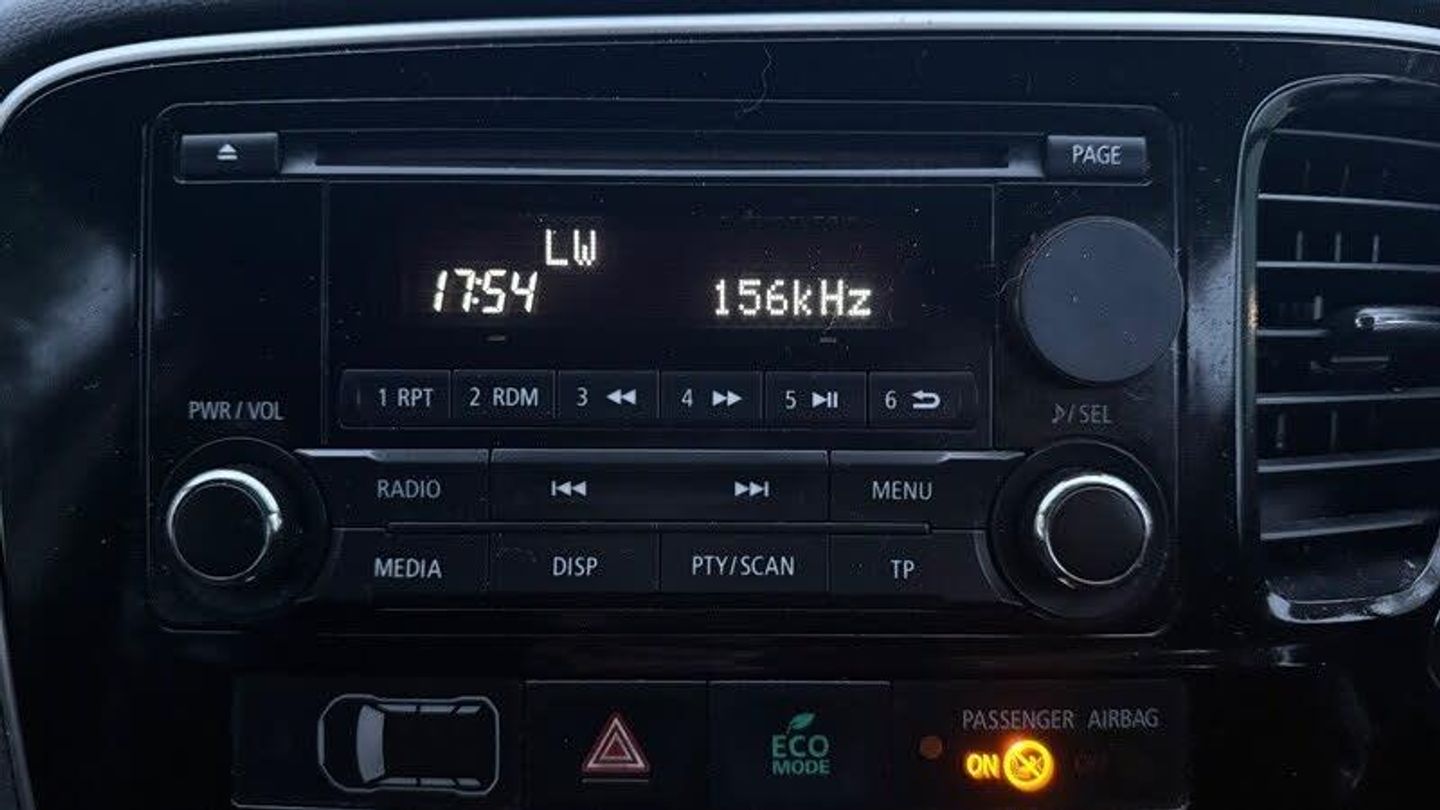 PAGE
LW
17:54 156kHz
1 RPT 2 RDM 3 4 5 6
PWR / VOL
/ SEL
RADIO MENU
MEDIA DISP PTY/SCAN TP
PASSENGER AIRBAG
ECO
MODE
ON